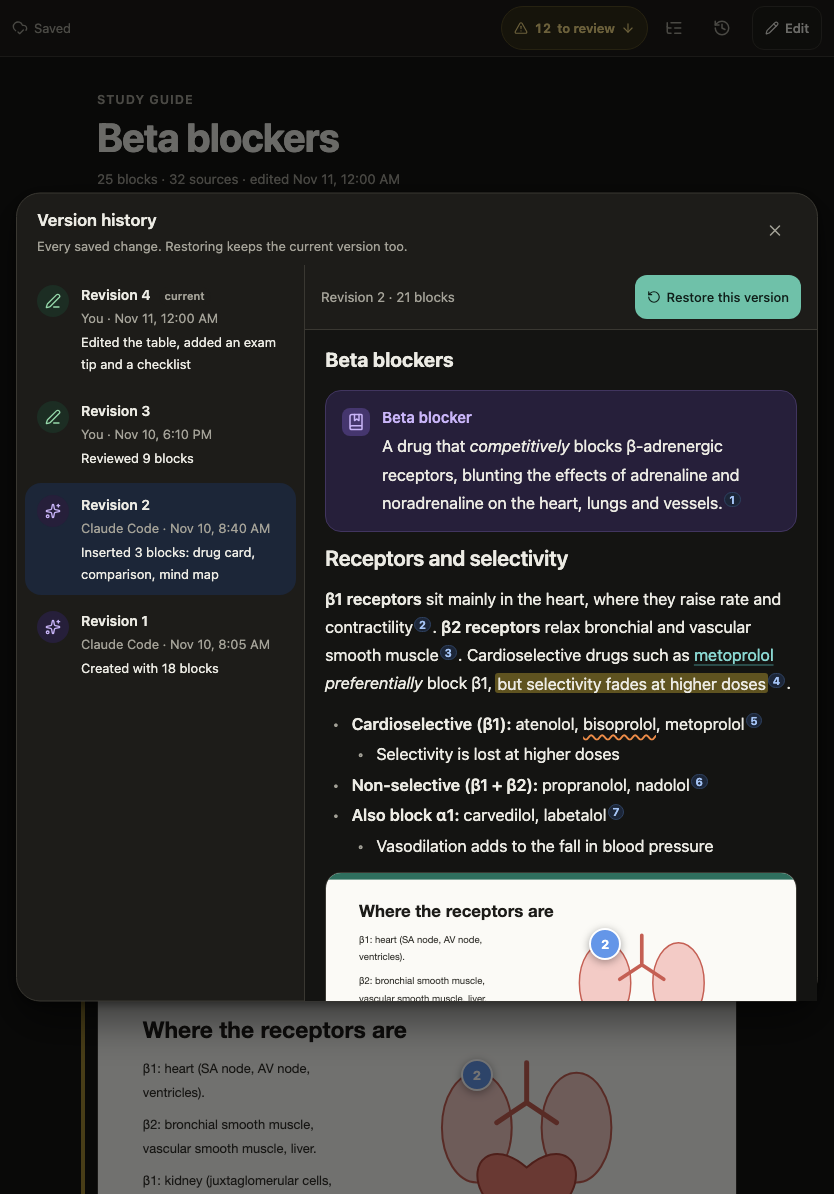 Saved
12 to review
Edit
STUDY GUIDE
Beta blockers
25 blocks · 32 sources · edited Nov 11, 12:00 AM
Version history
Every saved change. Restoring keeps the current version too.
Revision 4 current
You · Nov 11, 12:00 AM
Edited the table, added an exam
tip and a checklist
Revision 3
You · Nov 10, 6:10 PM
Reviewed 9 blocks
Revision 2
Claude Code · Nov 10, 8:40 AM
Inserted 3 blocks: drug card,
comparison, mind map
Revision 1
Claude Code · Nov 10, 8:05 AM
Created with 18 blocks
Revision 2 · 21 blocks
Restore this version
Beta blockers
Beta blocker
A drug that competitively blocks β-adrenergic
receptors, blunting the effects of adrenaline and
noradrenaline on the heart, lungs and vessels. 1
Receptors and selectivity
β1 receptors sit mainly in the heart, where they raise rate and
contractility 2 . β2 receptors relax bronchial and vascular
smooth muscle 3 . Cardioselective drugs such as metoprolol
preferentially block β1, but selectivity fades at higher doses 4 .
• Cardioselective (β1): atenolol, bisoprolol, metoprolol 5
• Selectivity is lost at higher doses
• Non-selective (β1 + β2): propranolol, nadolol 6
• Also block α1: carvedilol, labetalol 7
• Vasodilation adds to the fall in blood pressure
Where the receptors are
β1: heart (SA node, AV node,
ventricles).
β2: bronchial smooth muscle,
vascular smooth muscle, liver.
2
Where the receptors are
β1: heart (SA node, AV node,
ventricles).
β2: bronchial smooth muscle,
vascular smooth muscle, liver.
β1: kidney (juxtaglomerular cells,
2